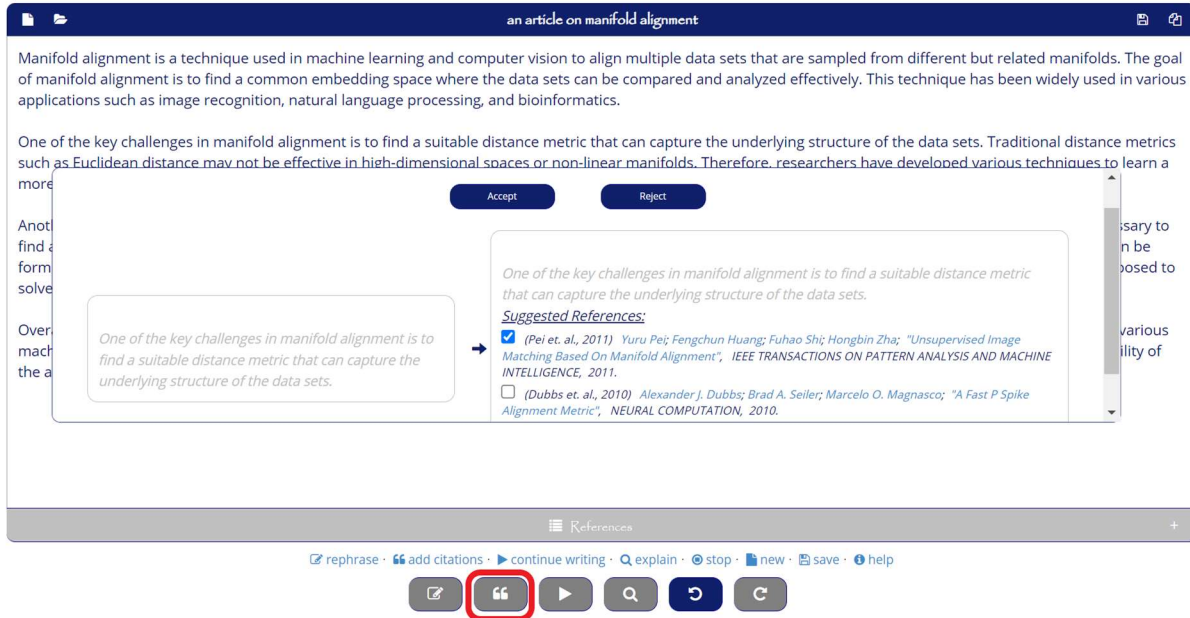 an article on manifold alignment
Manifold alignment is a technique used in machine learning and computer vision to align multiple data sets that are sampled from different but related manifolds. The goal
of manifold alignment is to find a common embedding space where the data sets can be compared and analyzed effectively. This technique has been widely used in various
applications such as image recognition, natural language processing, and bioinformatics.
One of the key challenges in manifold alignment is to find a suitable distance metric that can capture the underlying structure of the data sets. Traditional distance metrics
such as Euclidean distance may not be effective in high-dimensional spaces or non-linear manifolds. Therefore, researchers have developed various techniques to learn a
more
Accept Reject
find
form
solve
mach
the a
ssary to
n be
posed to
various
ility of
One of the key challenges in manifold alignment is to
find a suitable distance metric that can capture the
underlying structure of the data sets.
One of the key challenges in manifold alignment is to find a suitable distance metric
that can capture the underlying structure of the data sets.
Suggested References:
(Pei et. al., 2011) Yuru Pei; Fengchun Huang; Fuhao Shi; Hongbin Zha; "Unsupervised Image
Matching Based On Manifold Alignment", IEEE TRANSACTIONS ON PATTERN ANALYSIS AND MACHINE
INTELLIGENCE, 2011.
(Dubbs et. al., 2010) Alexander J. Dubbs; Brad A. Seiler; Marcelo O. Magnasco; "A Fast P Spike
Alignment Metric", NEURAL COMPUTATION, 2010.
References +
rephrase · add citations · continue writing · explain · stop · new · save · help